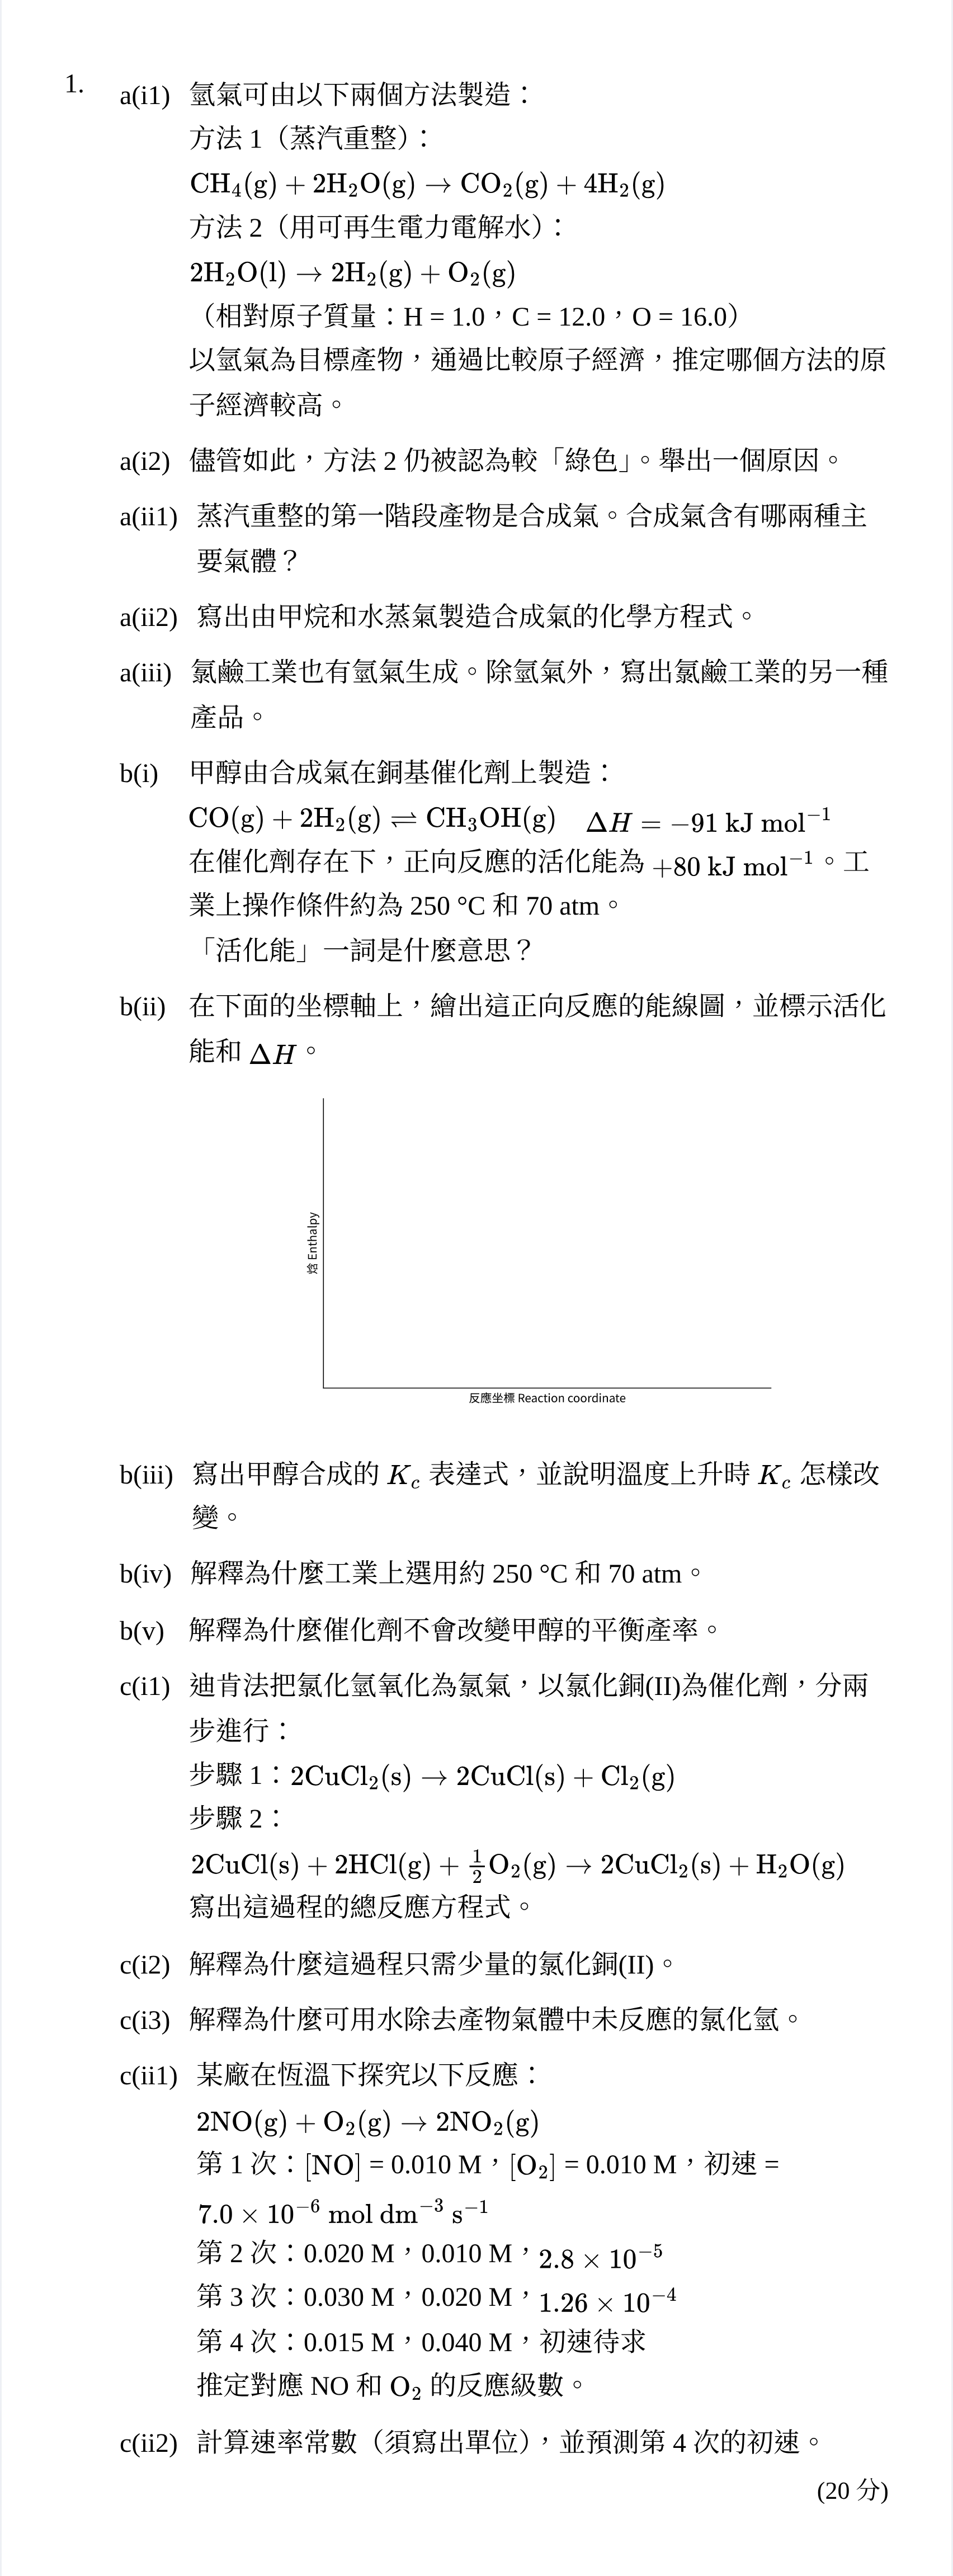 1.
a(i1) 氫氣可由以下兩個方法製造：
方法 1（蒸汽重整）：
CH₄(g) + 2H₂O(g) → CO₂(g) + 4H₂(g)
方法 2（用可再生電力電解水）：
2H₂O(l) → 2H₂(g) + O₂(g)
（相對原子質量：H = 1.0，C = 12.0，O = 16.0）
以氫氣為目標產物，通過比較原子經濟，推定哪個方法的原
子經濟較高。
a(i2) 儘管如此，方法 2 仍被認為較「綠色」。舉出一個原因。
a(ii1) 蒸汽重整的第一階段產物是合成氣。合成氣含有哪兩種主
要氣體？
a(ii2) 寫出由甲烷和水蒸氣製造合成氣的化學方程式。
a(iii) 氯鹼工業也有氫氣生成。除氫氣外，寫出氯鹼工業的另一種
產品。
b(i) 甲醇由合成氣在銅基催化劑上製造：
CO(g) + 2H₂(g) ⇌ CH₃OH(g) ΔH = −91 kJ mol⁻¹
在催化劑存在下，正向反應的活化能為 +80 kJ mol⁻¹。工
業上操作條件約為 250 °C 和 70 atm。
「活化能」一詞是什麼意思？
b(ii) 在下面的坐標軸上，繪出這正向反應的能線圖，並標示活化
能和 ΔH。
焓 Enthalpy
反應坐標 Reaction coordinate
b(iii) 寫出甲醇合成的 K_c 表達式，並說明溫度上升時 K_c 怎樣改
變。
b(iv) 解釋為什麼工業上選用約 250 °C 和 70 atm。
b(v) 解釋為什麼催化劑不會改變甲醇的平衡產率。
c(i1) 迪肯法把氯化氫氧化為氯氣，以氯化銅(II)為催化劑，分兩
步進行：
步驟 1：2CuCl₂(s) → 2CuCl(s) + Cl₂(g)
步驟 2：
2CuCl(s) + 2HCl(g) + ½O₂(g) → 2CuCl₂(s) + H₂O(g)
寫出這過程的總反應方程式。
c(i2) 解釋為什麼這過程只需少量的氯化銅(II)。
c(i3) 解釋為什麼可用水除去產物氣體中未反應的氯化氫。
c(ii1) 某廠在恆溫下探究以下反應：
2NO(g) + O₂(g) → 2NO₂(g)
第 1 次：[NO] = 0.010 M，[O₂] = 0.010 M，初速 =
7.0 × 10⁻⁶ mol dm⁻³ s⁻¹
第 2 次：0.020 M，0.010 M，2.8 × 10⁻⁵
第 3 次：0.030 M，0.020 M，1.26 × 10⁻⁴
第 4 次：0.015 M，0.040 M，初速待求
推定對應 NO 和 O₂ 的反應級數。
c(ii2) 計算速率常數（須寫出單位），並預測第 4 次的初速。
(20 分)